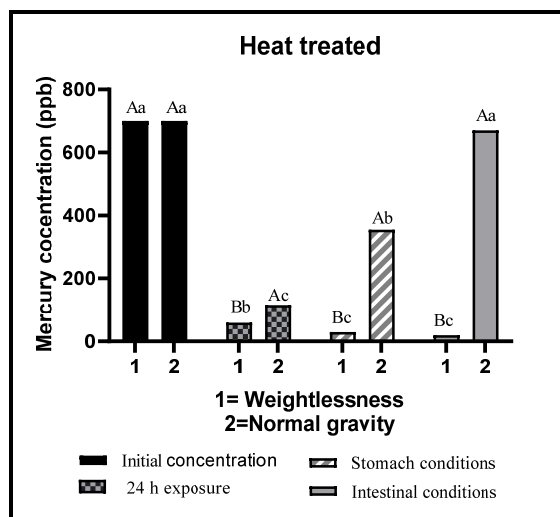 Heat treated
Mercury cocentration (ppb)
800
600
400
200
0
Aa Aa
Bb Ac
Bc Ab
Bc Aa
1 2 1 2 1 2 1 2
1= Weightlessness
2=Normal gravity
Initial concentration
Stomach conditions
24 h exposure
Intestinal conditions